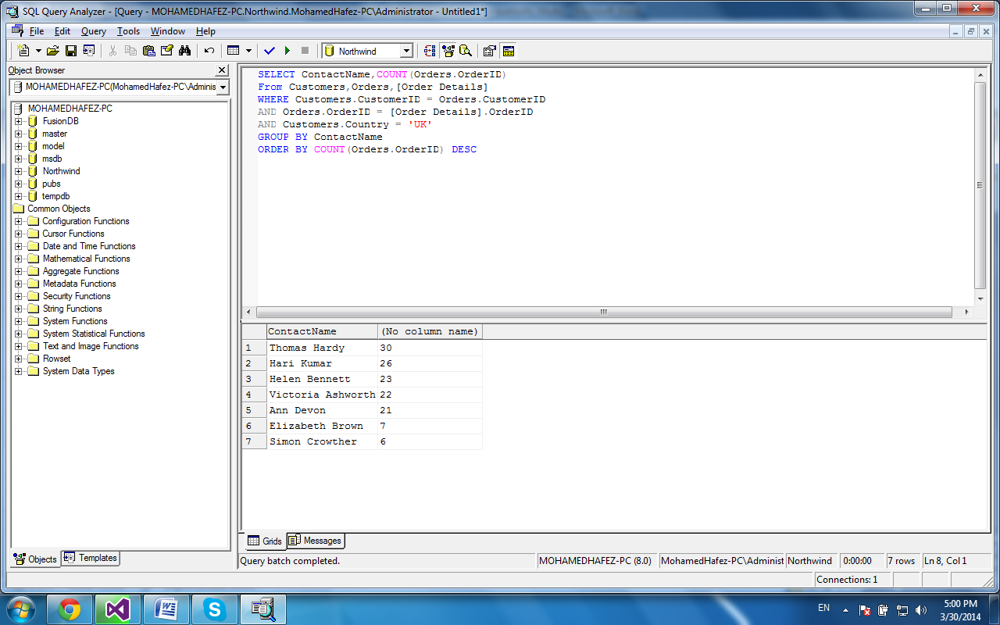 SQL Query Analyzer - [Query - MOHAMEDHAFEZ-PC.Northwind.MohamedHafez-PC\Administrator - Untitled1*]
File Edit Query Tools Window Help
Northwind
Object Browser
MOHAMEDHAFEZ-PC(MohamedHafez-PC\Adminis
MOHAMEDHAFEZ-PC
FusionDB
master
model
msdb
Northwind
pubs
tempdb
Common Objects
Configuration Functions
Cursor Functions
Date and Time Functions
Mathematical Functions
Aggregate Functions
Metadata Functions
Security Functions
String Functions
System Functions
System Statistical Functions
Text and Image Functions
Rowset
System Data Types
Objects Templates
SELECT ContactName,COUNT(Orders.OrderID)
From Customers,Orders,[Order Details]
WHERE Customers.CustomerID = Orders.CustomerID
AND Orders.OrderID = [Order Details].OrderID
AND Customers.Country = 'UK'
GROUP BY ContactName
ORDER BY COUNT(Orders.OrderID) DESC
ContactName (No column name)
1 Thomas Hardy 30
2 Hari Kumar 26
3 Helen Bennett 23
4 Victoria Ashworth 22
5 Ann Devon 21
6 Elizabeth Brown 7
7 Simon Crowther 6
Grids Messages
Query batch completed. MOHAMEDHAFEZ-PC (8.0) MohamedHafez-PC\Administ Northwind 0:00:00 7 rows Ln 8, Col 1
Connections: 1
EN
5:00 PM
3/30/2014